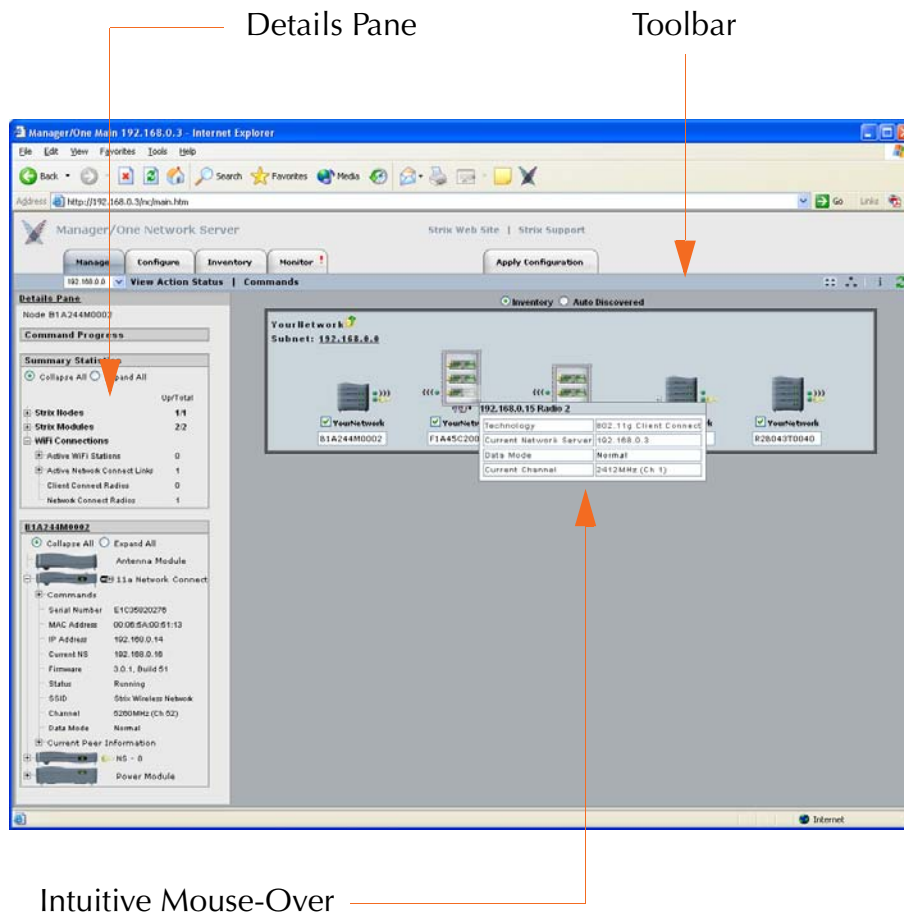 Details Pane
Toolbar
Manager/One Main 192.168.0.3 - Internet Explorer
File Edit View Favorites Tools Help
Back Search Favorites Media
Address http://192.168.0.3/nc/main.htm Go Links
Manager/One Network Server Strix Web Site | Strix Support
Manage Configure Inventory Monitor ! Apply Configuration
192.168.0.0 View Action Status | Commands
Details Pane
Node B1A244M0002
Command Progress
Summary Statistics
Collapse All Expand All
Up/Total
Strix Nodes 1/1
Strix Modules 2/2
WiFi Connections
Active WiFi Stations 0
Active Network Connect Links 1
Client Connect Radios 0
Network Connect Radios 1
B1A244M0002
Collapse All Expand All
Antenna Module
11a Network Connect
Commands
Serial Number E1C35820276
MAC Address 00:06:5A:00:51:13
IP Address 192.168.0.14
Current NS 192.168.0.16
Firmware 3.0.1, Build 51
Status Running
SSID Strix Wireless Network
Channel 5260MHz (Ch 52)
Data Mode Normal
Current Peer Information
NS - 0
Power Module
Inventory Auto Discovered
YourNetwork
Subnet: 192.168.0.0
YourNetwork YourNetw YourNetwork
B1A244M0002 F1A45C200 R28043T0040
192.168.0.15 Radio 2
Technology 802.11g Client Connect
Current Network Server 192.168.0.3
Data Mode Normal
Current Channel 2412MHz (Ch 1)
Internet
Intuitive Mouse-Over